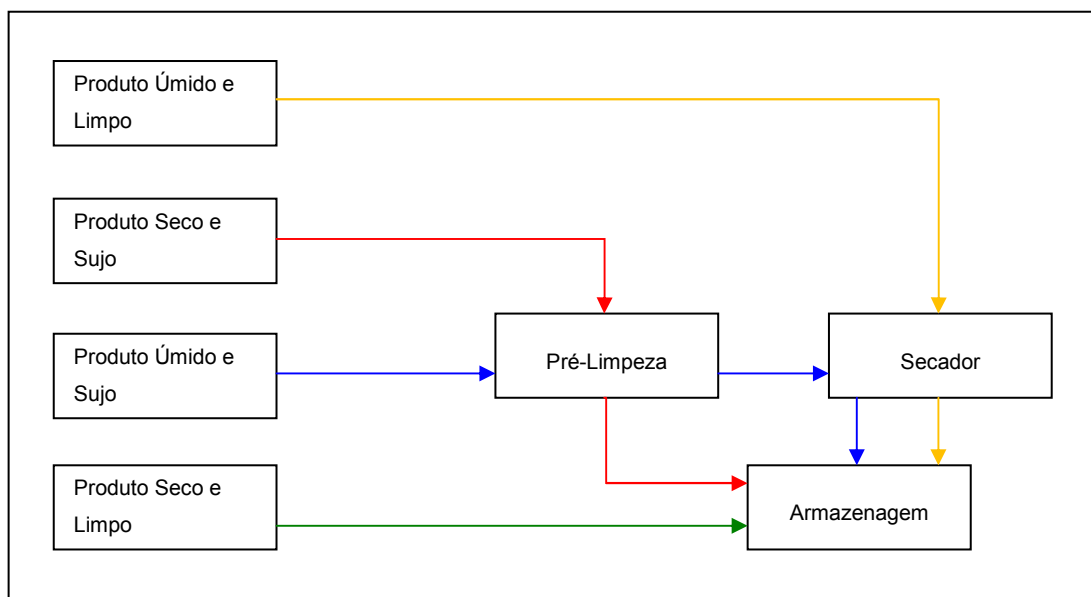 Produto Úmido e
Limpo
Produto Seco e
Sujo
Produto Úmido e
Sujo
Pré-Limpeza
Secador
Produto Seco e
Limpo
Armazenagem